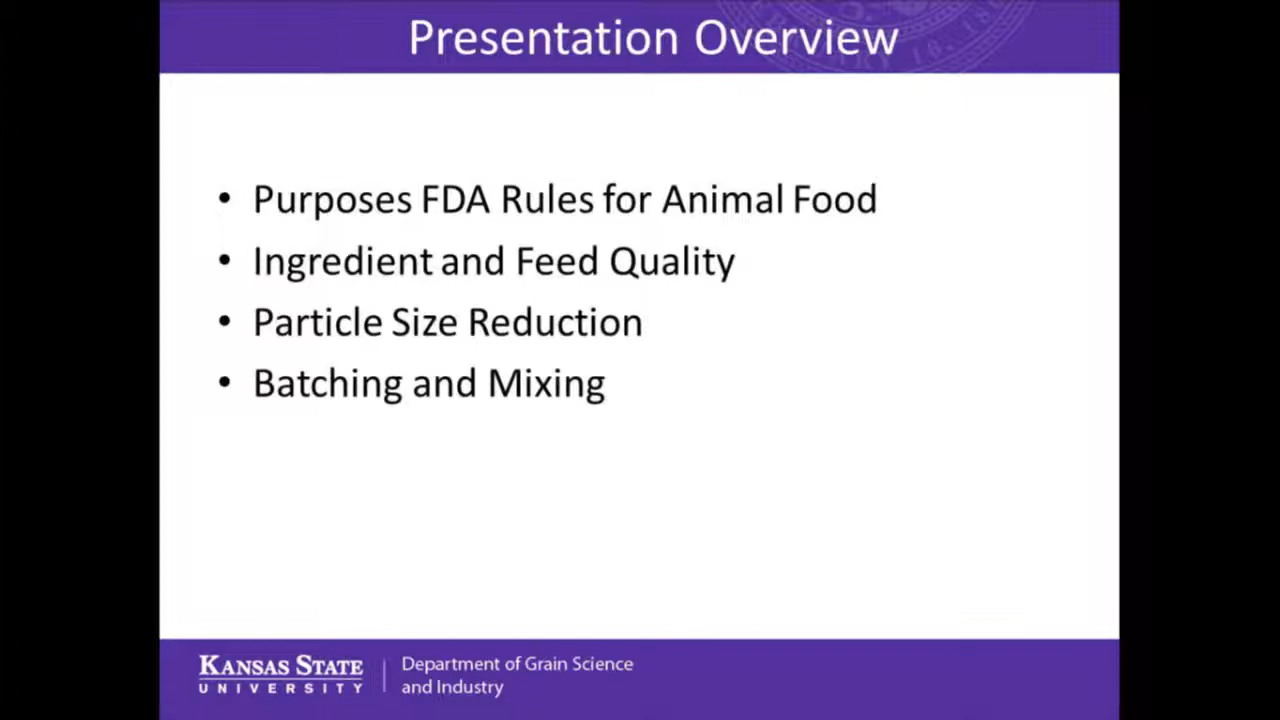 Presentation Overview
• Purposes FDA Rules for Animal Food
• Ingredient and Feed Quality
• Particle Size Reduction
• Batching and Mixing
KANSAS STATE
UNIVERSITY
Department of Grain Science
and Industry